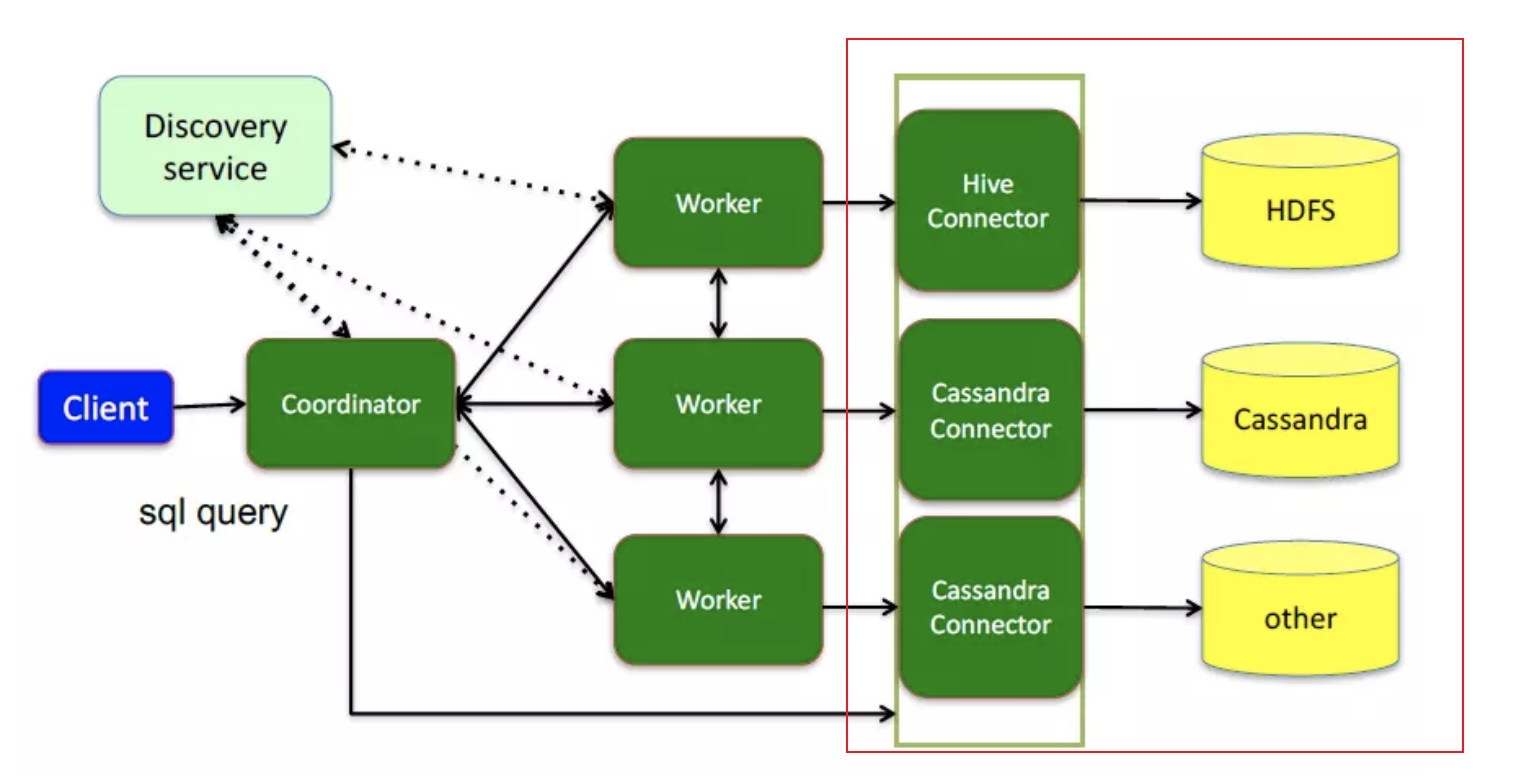 Discovery
service
Worker
Hive
Connector
HDFS
Client
Coordinator
Worker
Cassandra
Connector
Cassandra
sql query
Worker
Cassandra
Connector
other